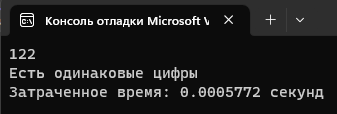 Консоль отладки Microsoft V
122
Есть одинаковые цифры
Затраченное время: 0.0005772 секунд